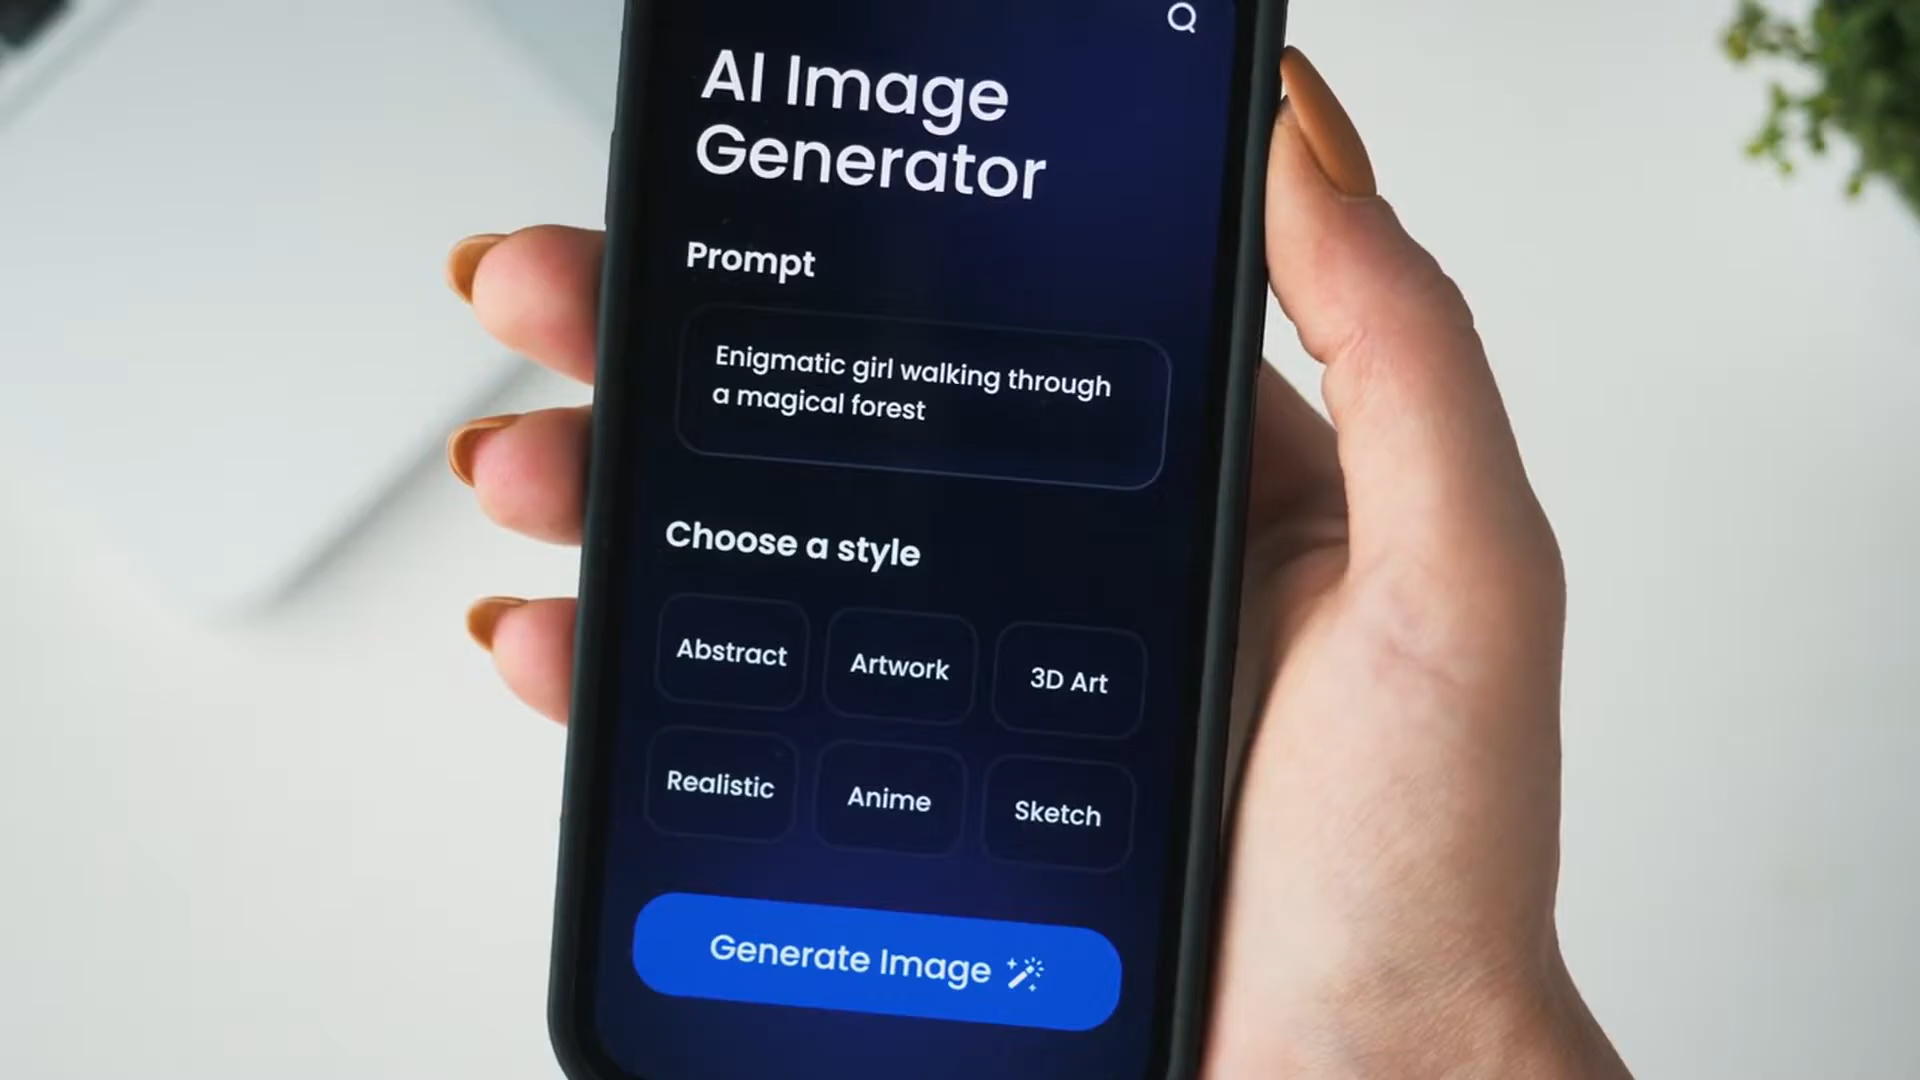 AI Image
Generator
Prompt
Enigmatic girl walking through
a magical forest
Choose a style
Abstract Artwork 3D Art
Realistic Anime Sketch
Generate Image